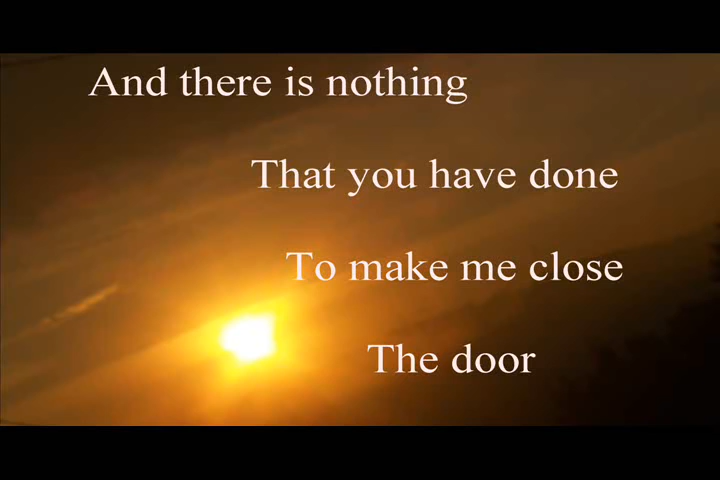 And there is nothing
That you have done
To make me close
The door